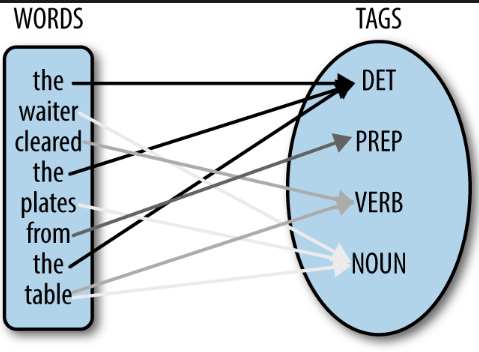 WORDS
the
waiter
cleared
the
plates
from
the
table
TAGS
DET
PREP
VERB
NOUN